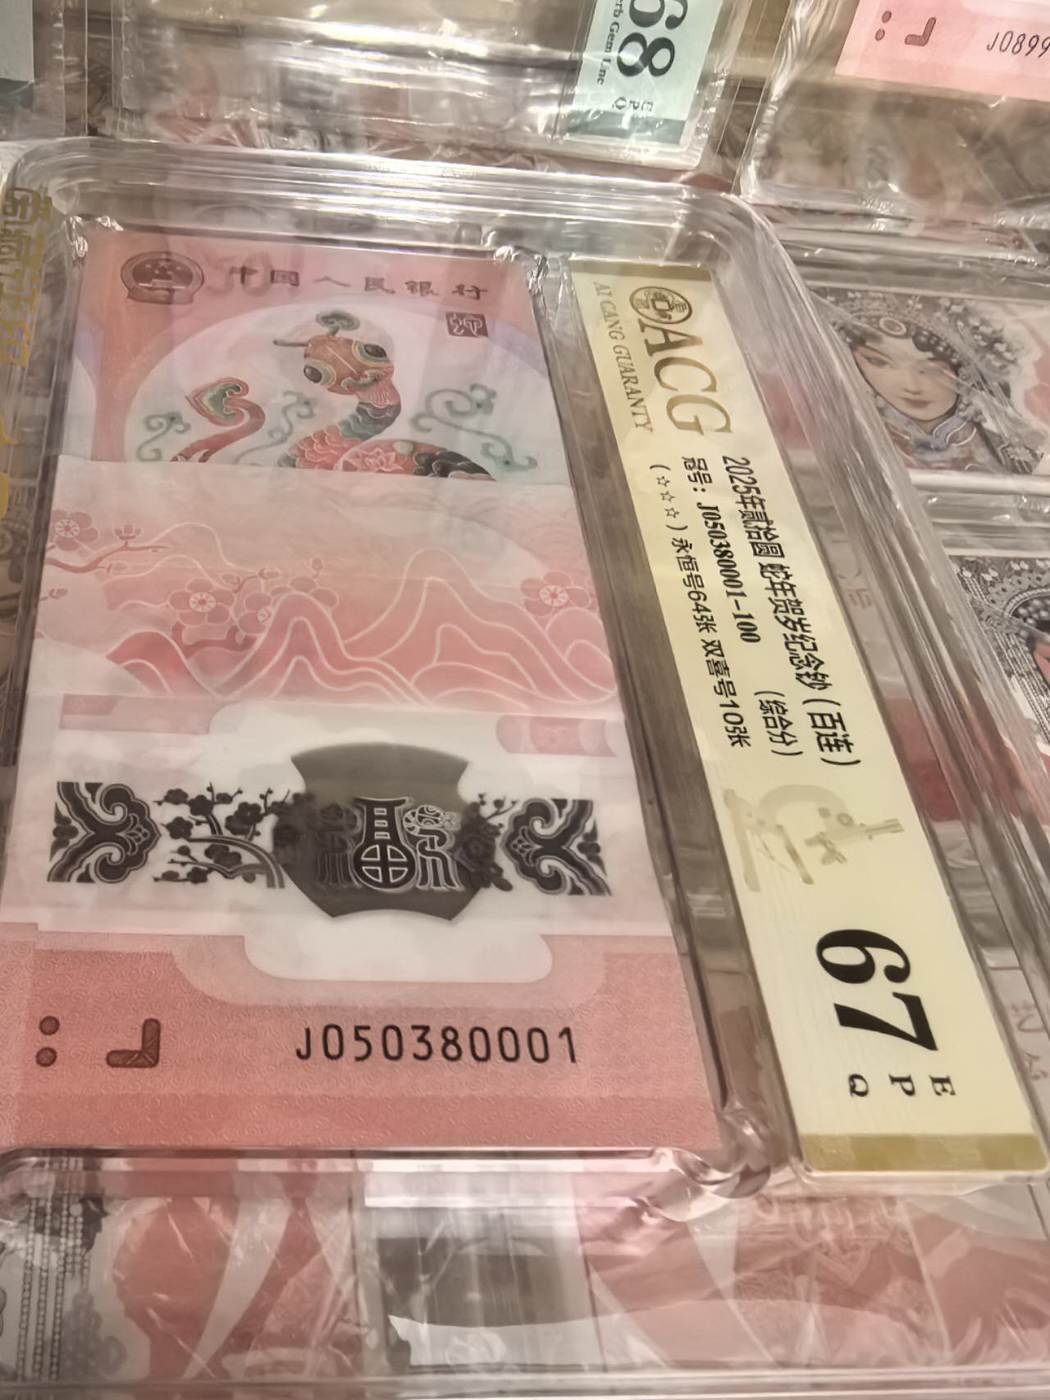 68
Gem Unc
E
P
Q
J0899
中国人民银行
ACG
AI CANG GUARANTY
2025年贰拾圆 蛇年贺岁纪念钞（百连）
冠号：J050380001-100
（综合分）
（☆☆☆）永恒号64张 双喜号10张
67
E
P
Q
J050380001